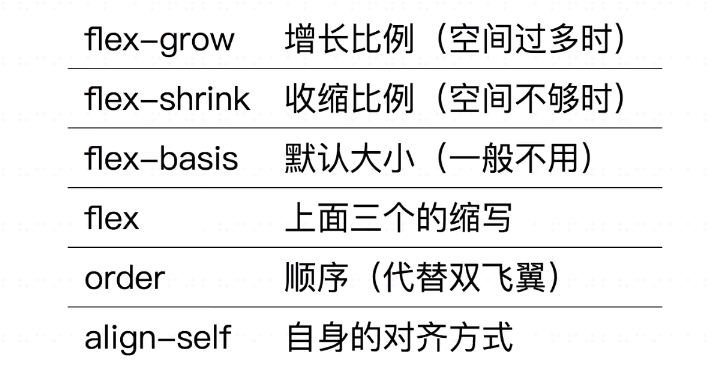 flex-grow 增长比例（空间过多时）
flex-shrink 收缩比例（空间不够时）
flex-basis 默认大小（一般不用）
flex 上面三个的缩写
order 顺序（代替双飞翼）
align-self 自身的对齐方式